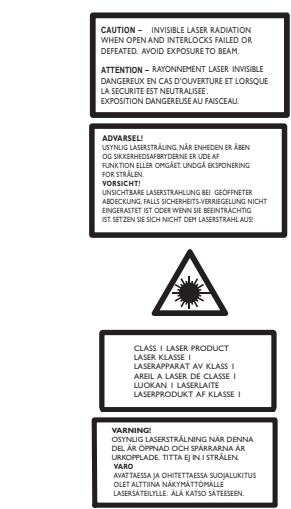 CAUTION – INVISIBLE LASER RADIATION
WHEN OPEN AND INTERLOCKS FAILED OR
DEFEATED. AVOID EXPOSURE TO BEAM.
ATTENTION – RAYONNEMENT LASER INVISIBLE
DANGEREUX EN CAS D'OUVERTURE ET LORSQUE
LA SECURITE EST NEUTRALISEE.
EXPOSITION DANGEREUSE AU FAISCEAU.
ADVARSEL!
USYNLIG LASERSTRÅLING, NÅR ENHEDEN ER ÅBEN
OG SIKKERHEDSAFBRYDERNE ER UDE AF
FUNKTION ELLER OMGÅET. UNDGÅ EKSPONERING
FOR STRÅLEN.
VORSICHT!
UNSICHTBARE LASERSTRAHLUNG BEI GEÖFFNETER
ABDECKUNG, FALLS SICHERHEITS-VERRIEGELUNG NICHT
EINGERASTET IST ODER WENN SIE BEEINTRÄCHTIG
IST. SETZEN SIE SICH NICHT DEM LASERSTRAHL AUS!
CLASS 1 LASER PRODUCT
LASER KLASSE 1
LASERAPPARAT AV KLASS 1
AREIL A LASER DE CLASSE 1
LUOKAN 1 LASERLAITE
LASERPRODUKT AF KLASSE 1
VARNING!
OSYNLIG LASERSTRÅLNING NÄR DENNA
DEL ÄR ÖPPNAD OCH SPÄRRARNA ÄR
URKOPPLADE. TITTA EJ IN I STRÅLEN.
VARO
AVATTAESSA JA OHITETTAESSA SUOJALUKITUS
OLET ALTTIINA NÄKYMÄTTÖMÄLLE
LASERSÄTEILYLLE. ÄLÄ KATSO SÄTEESEEN.